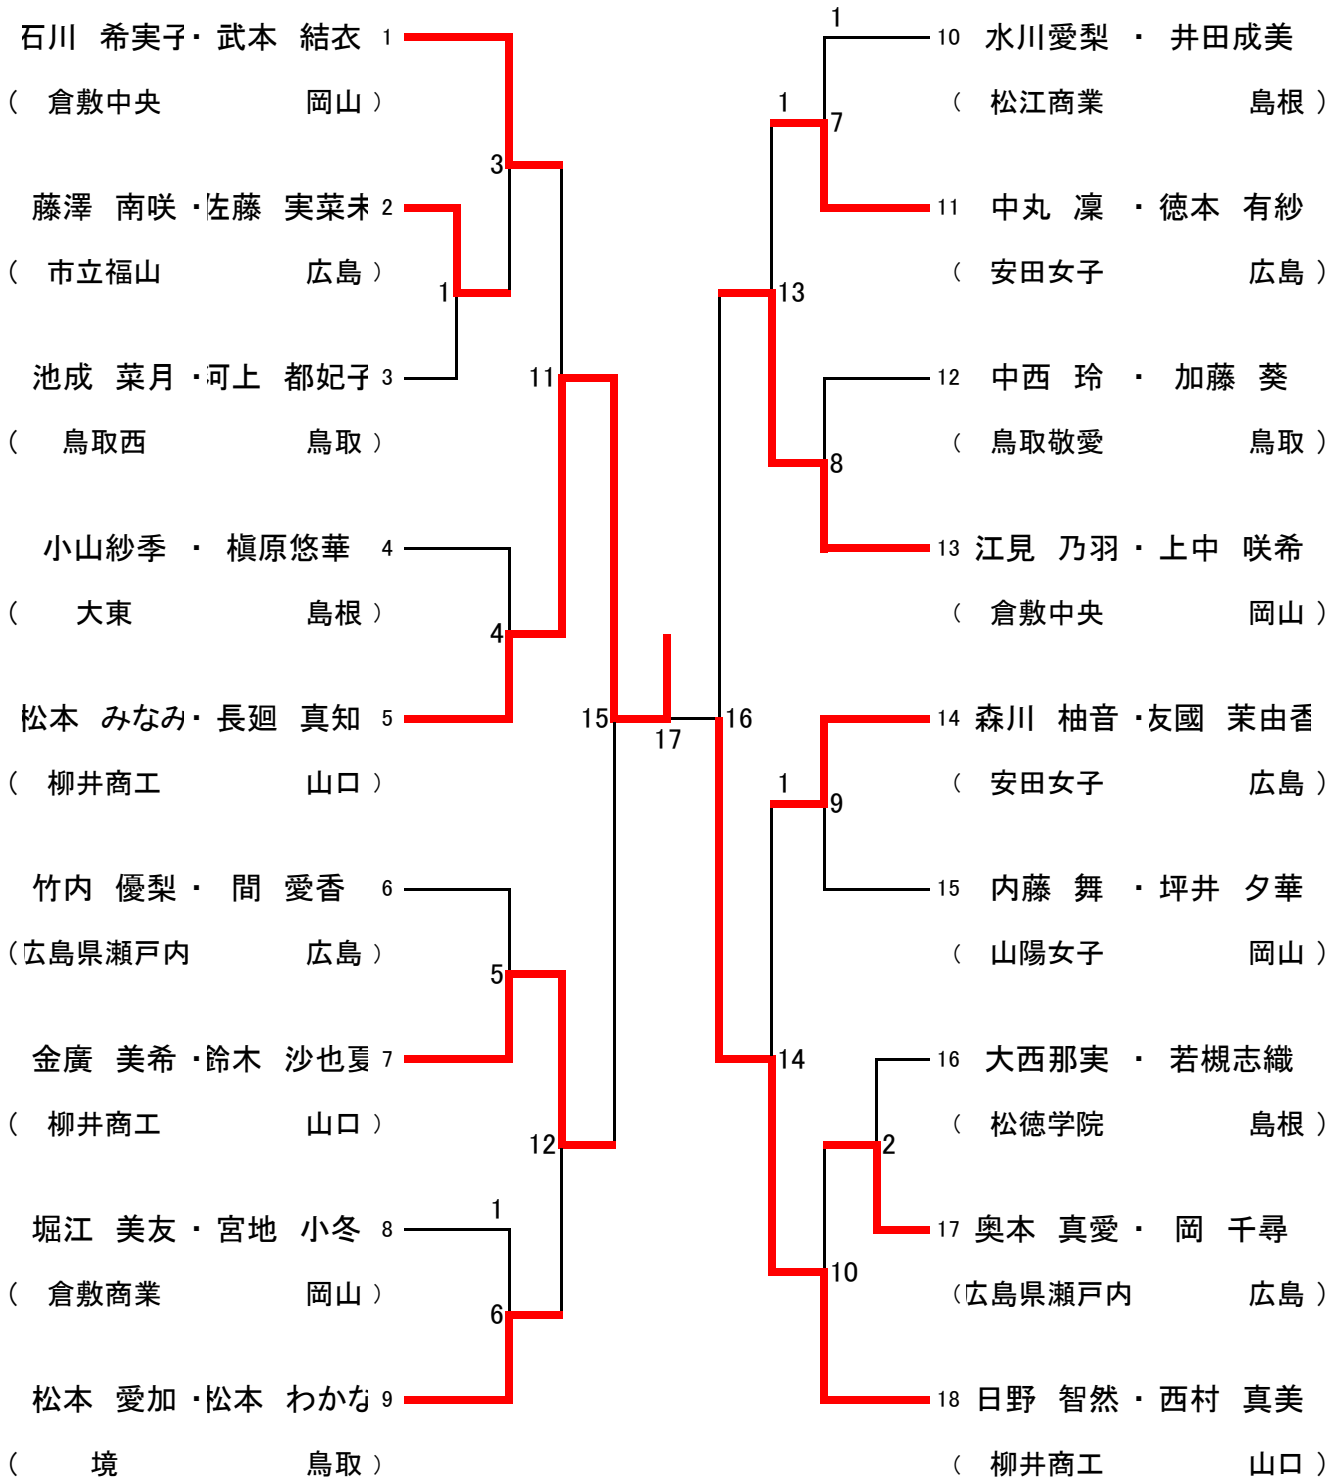 石川 希実子・武本 結衣 1
( 倉敷中央 岡山 )
3
藤澤 南咲・佐藤 実菜未 2
( 市立福山 広島 )
1
池成 菜月・河上 都妃子 3
11
( 鳥取西 鳥取 )
小山紗季 ・ 槇原悠華 4
( 大東 島根 )
4
松本 みなみ・長廻 真知 5
15
( 柳井商工 山口 )
竹内 優梨・間 愛香 6
(広島県瀬戸内 広島 )
5
金廣 美希・鈴木 沙也夏 7
( 柳井商工 山口 )
12
1
堀江 美友・宮地 小冬 8
( 倉敷商業 岡山 )
6
松本 愛加・松本 わかな 9
( 境 鳥取 )
17
1
10 水川愛梨 ・ 井田成美
( 松江商業 島根 )
1
7
11 中丸 凜 ・徳本 有紗
( 安田女子 広島 )
13
12 中西 玲 ・ 加藤 葵
( 鳥取敬愛 鳥取 )
8
13 江見 乃羽・上中 咲希
( 倉敷中央 岡山 )
16
14 森川 柚音・友國 茉由香
( 安田女子 広島 )
1
9
15 内藤 舞 ・坪井 夕華
( 山陽女子 岡山 )
14
16 大西那実 ・ 若槻志織
( 松徳学院 島根 )
2
17 奥本 真愛・岡 千尋
(広島県瀬戸内 広島 )
10
18 日野 智然・西村 真美
( 柳井商工 山口 )